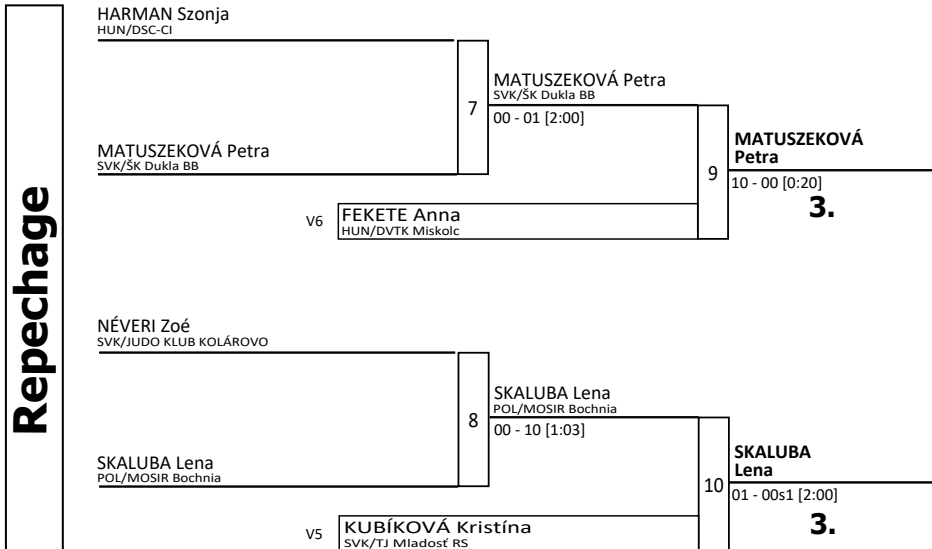 Repechage
HARMAN Szonja
HUN/DSC-CI
7
MATUSZEKOVÁ Petra
SVK/ŠK Dukla BB
00 - 01 [2:00]
MATUSZEKOVÁ Petra
SVK/ŠK Dukla BB
9
MATUSZEKOVÁ
Petra
10 - 00 [0:20]
3.
V6
FEKETE Anna
HUN/DVTK Miskolc
NÉVERI Zoé
SVK/JUDO KLUB KOLÁROVO
8
SKALUBA Lena
POL/MOSIR Bochnia
00 - 10 [1:03]
SKALUBA Lena
POL/MOSIR Bochnia
10
SKALUBA
Lena
01 - 00s1 [2:00]
3.
V5
KUBÍKOVÁ Kristína
SVK/TJ Mladosť RS